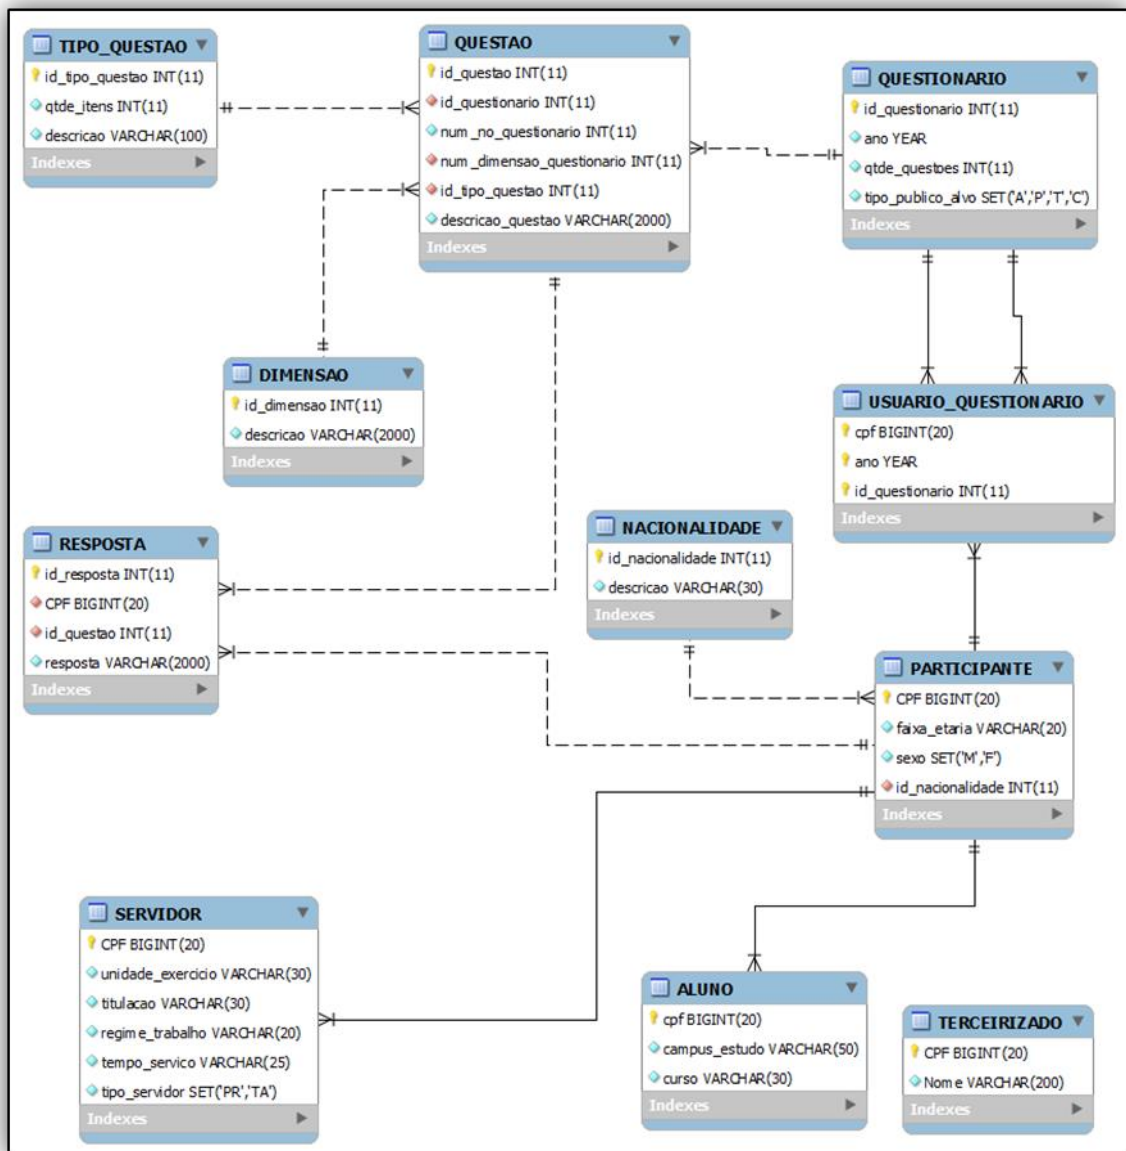 TIPO_QUESTAO
id_tipo_questao INT(11)
qtde_itens INT(11)
descricao VARCHAR(100)
Indexes
QUESTAO
id_questao INT(11)
id_questionario INT(11)
num_no_questionario INT(11)
num_dimensao_questionario INT(11)
id_tipo_questao INT(11)
descricao_questao VARCHAR(2000)
Indexes
QUESTIONARIO
id_questionario INT(11)
ano YEAR
qtde_questoes INT(11)
tipo_publico_alvo SET('A','P','T','C')
Indexes
DIMENSAO
id_dimensao INT(11)
descricao VARCHAR(2000)
Indexes
USUARIO_QUESTIONARIO
cpf BIGINT(20)
ano YEAR
id_questionario INT(11)
Indexes
RESPOSTA
id_resposta INT(11)
CPF BIGINT(20)
id_questao INT(11)
resposta VARCHAR(2000)
Indexes
NACIONALIDADE
id_nacionalidade INT(11)
descricao VARCHAR(30)
Indexes
PARTICIPANTE
CPF BIGINT(20)
faixa_etaria VARCHAR(20)
sexo SET('M','F')
id_nacionalidade INT(11)
Indexes
SERVIDOR
CPF BIGINT(20)
unidade_exercicio VARCHAR(30)
titulacao VARCHAR(30)
regime_trabalho VARCHAR(20)
tempo_servico VARCHAR(25)
tipo_servidor SET('PR','TA')
Indexes
ALUNO
cpf BIGINT(20)
campus_estudo VARCHAR(50)
curso VARCHAR(30)
Indexes
TERCEIRIZADO
CPF BIGINT(20)
Nome VARCHAR(200)
Indexes